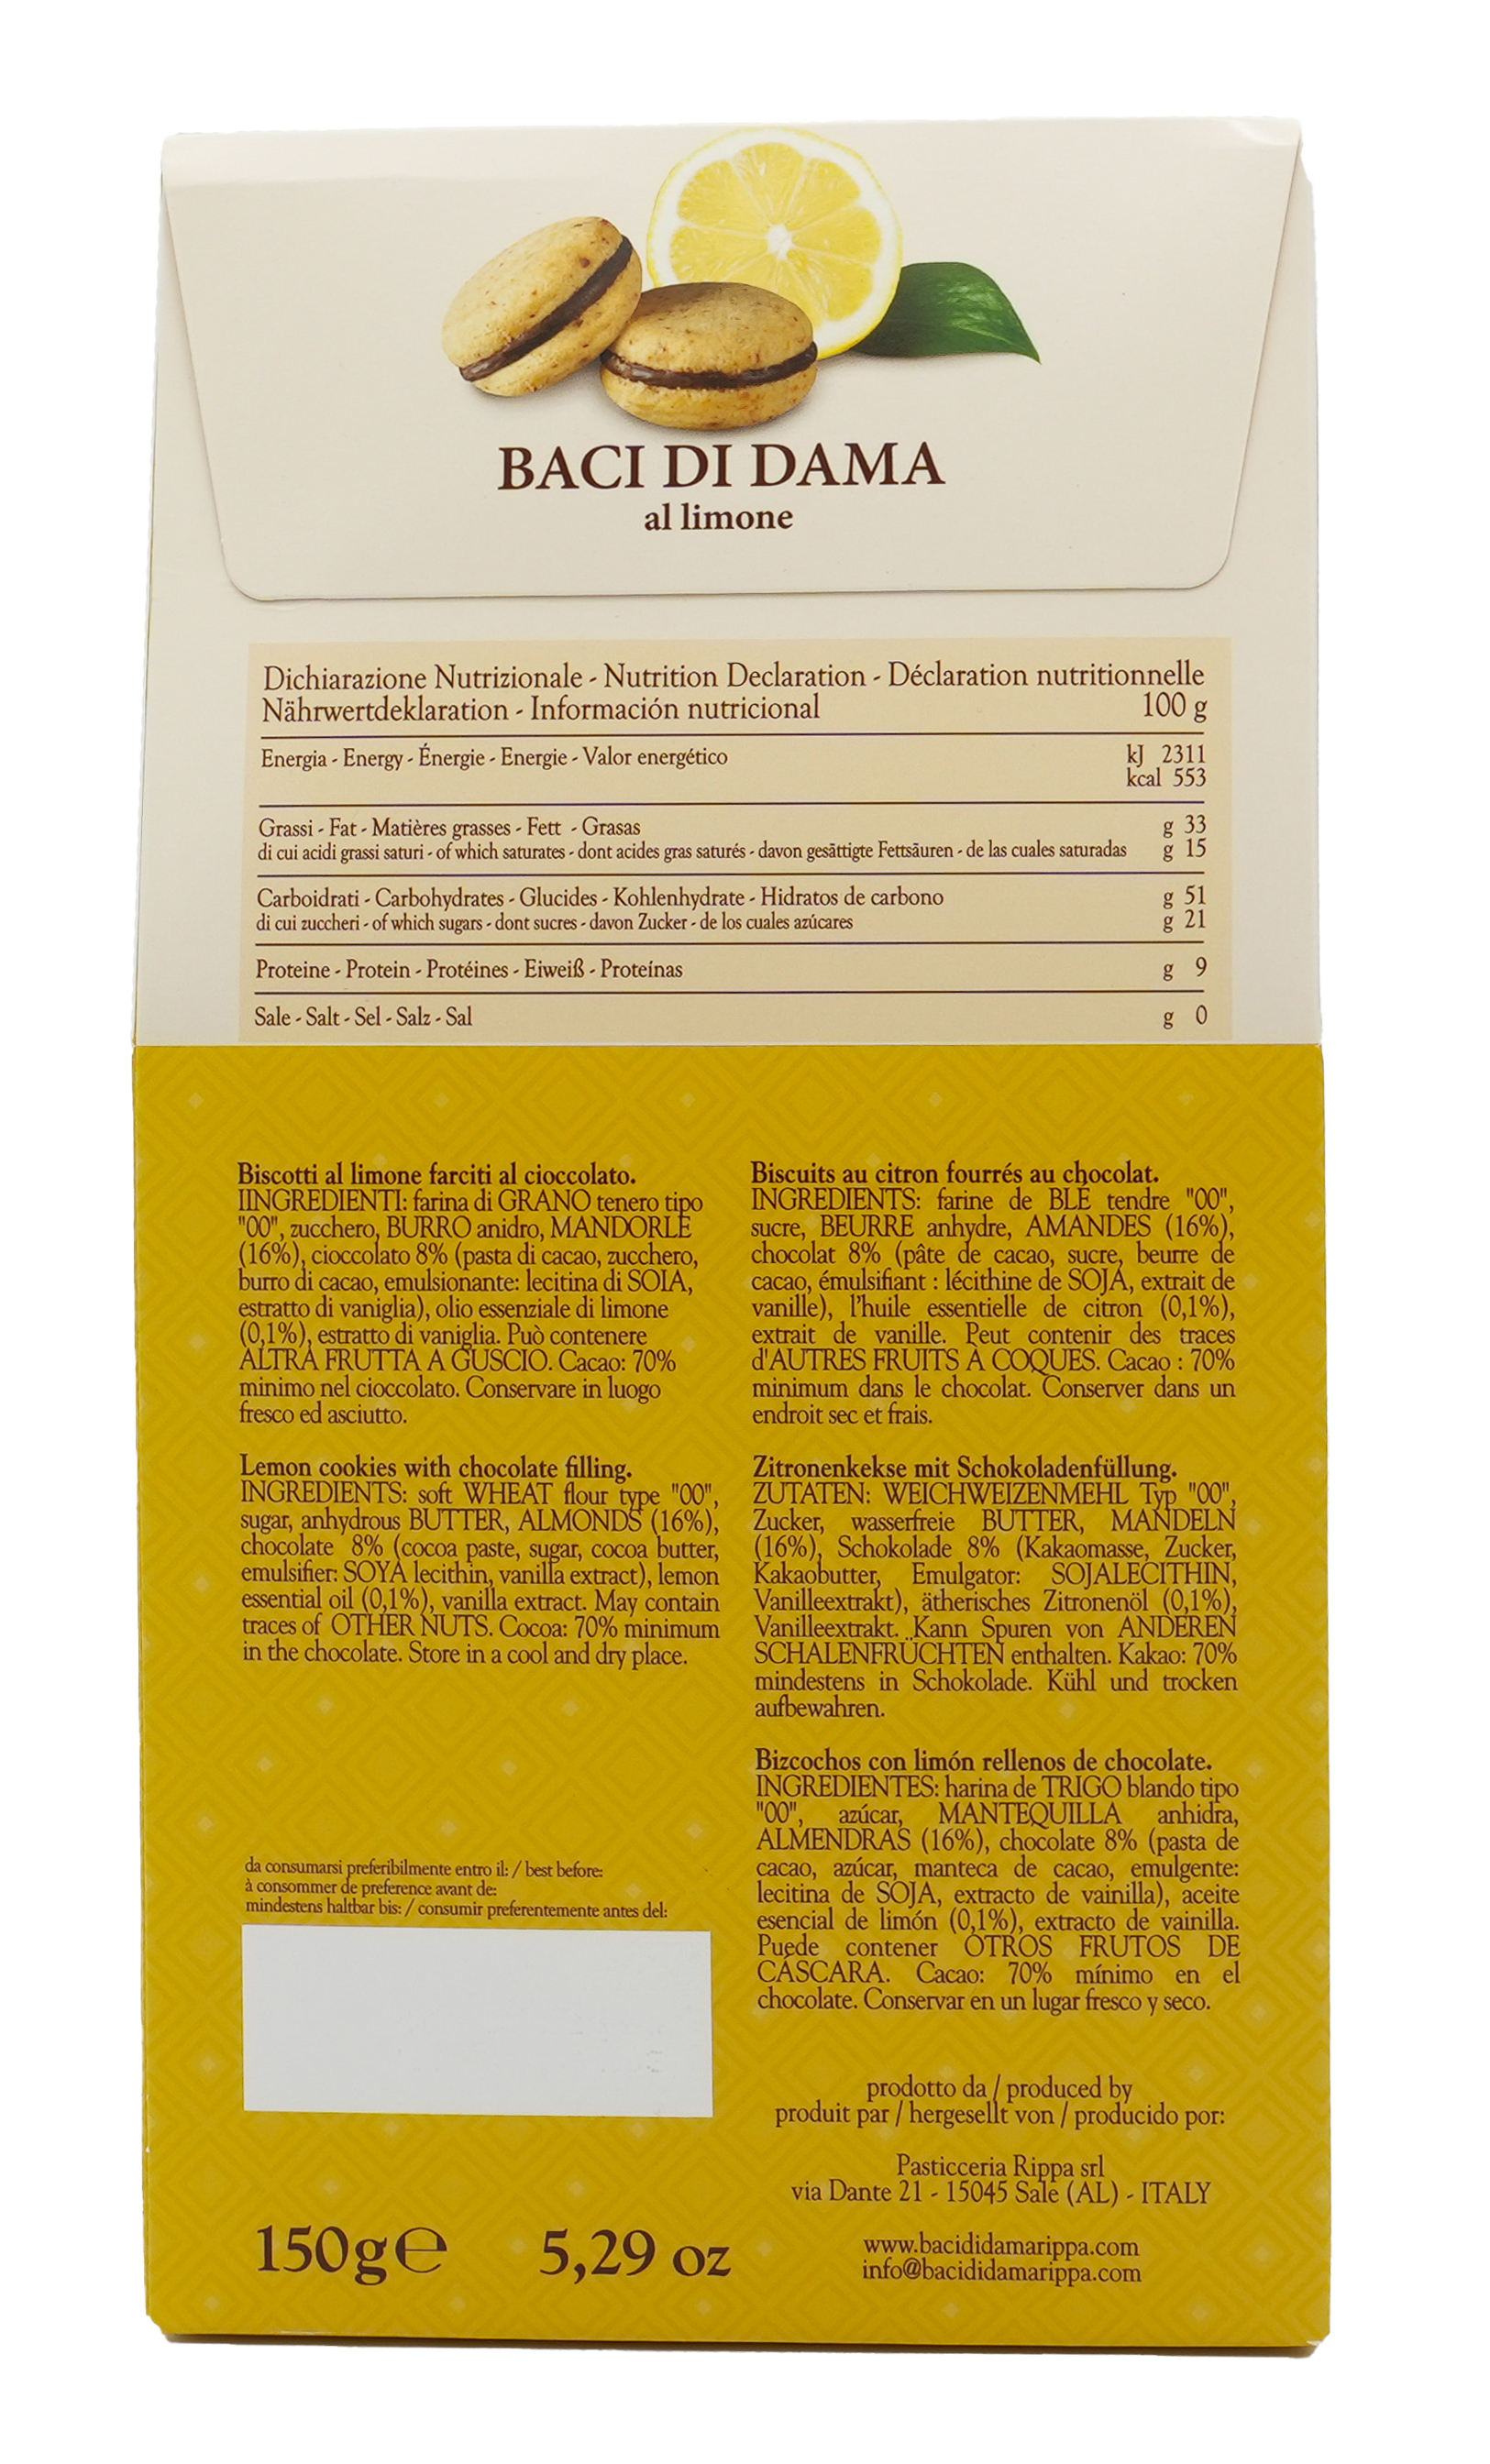 BACI DI DAMA
al limone
Dichiarazione Nutrizionale - Nutrition Declaration - Déclaration nutritionnelle
Nährwertdeklaration - Información nutricional 100 g
Energia - Energy - Énergie - Energie - Valor energético kJ 2311
kcal 553
Grassi - Fat - Matières grasses - Fett - Grasas g 33
di cui acidi grassi saturi - of which saturates - dont acides gras saturés - davon gesättigte Fettsäuren - de las cuales saturadas g 15
Carboidrati - Carbohydrates - Glucides - Kohlenhydrate - Hidratos de carbono g 51
di cui zuccheri - of which sugars - dont sucres - davon Zucker - de los cuales azúcares g 21
Proteine - Protein - Protéines - Eiweiß - Proteínas g 9
Sale - Salt - Sel - Salz - Sal g 0
Biscotti al limone farciti al cioccolato.
IINGREDIENTI: farina di GRANO tenero tipo
"00", zucchero, BURRO anidro, MANDORLE
(16%), cioccolato 8% (pasta di cacao, zucchero,
burro di cacao, emulsionante: lecitina di SOIA,
estratto di vaniglia), olio essenziale di limone
(0,1%), estratto di vaniglia. Può contenere
ALTRA FRUTTA A GUSCIO. Cacao: 70%
minimo nel cioccolato. Conservare in luogo
fresco ed asciutto.
Lemon cookies with chocolate filling.
INGREDIENTS: soft WHEAT flour type "00",
sugar, anhydrous BUTTER, ALMONDS (16%),
chocolate 8% (cocoa paste, sugar, cocoa butter,
emulsifier: SOYA lecithin, vanilla extract), lemon
essential oil (0,1%), vanilla extract. May contain
traces of OTHER NUTS. Cocoa: 70% minimum
in the chocolate. Store in a cool and dry place.
da consumarsi preferibilmente entro il: / best before:
à consommer de preference avant de:
mindestens haltbar bis: / consumir preferentemente antes del:
150g℮ 5,29 oz
Biscuits au citron fourrés au chocolat.
INGREDIENTS: farine de BLÉ tendre "00",
sucre, BEURRE anhydre, AMANDES (16%),
chocolat 8% (pâte de cacao, sucre, beurre de
cacao, émulsifiant : lécithine de SOJA, extrait de
vanille), l'huile essentielle de citron (0,1%),
extrait de vanille. Peut contenir des traces
d'AUTRES FRUITS À COQUES. Cacao : 70%
minimum dans le chocolat. Conserver dans un
endroit sec et frais.
Zitronenkekse mit Schokoladenfüllung.
ZUTATEN: WEICHWEIZENMEHL Typ "00",
Zucker, wasserfreie BUTTER, MANDELN
(16%), Schokolade 8% (Kakaomasse, Zucker,
Kakaobutter, Emulgator: SOJALECITHIN,
Vanilleextrakt), ätherisches Zitronenöl (0,1%),
Vanilleextrakt. Kann Spuren von ANDEREN
SCHALENFRÜCHTEN enthalten. Kakao: 70%
mindestens in Schokolade. Kühl und trocken
aufbewahren.
Bizcochos con limón rellenos de chocolate.
INGREDIENTES: harina de TRIGO blando tipo
"00", azúcar, MANTEQUILLA anhidra,
ALMENDRAS (16%), chocolate 8% (pasta de
cacao, azúcar, manteca de cacao, emulgente:
lecitina de SOJA, extracto de vainilla), aceite
esencial de limón (0,1%), extracto de vainilla.
Puede contener OTROS FRUTOS DE
CÁSCARA. Cacao: 70% mínimo en el
chocolate. Conservar en un lugar fresco y seco.
prodotto da / produced by
produit par / hergesellt von / producido por:
Pasticceria Rippa srl
via Dante 21 - 15045 Sale (AL) - ITALY
www.bacididamarippa.com
info@bacididamarippa.com